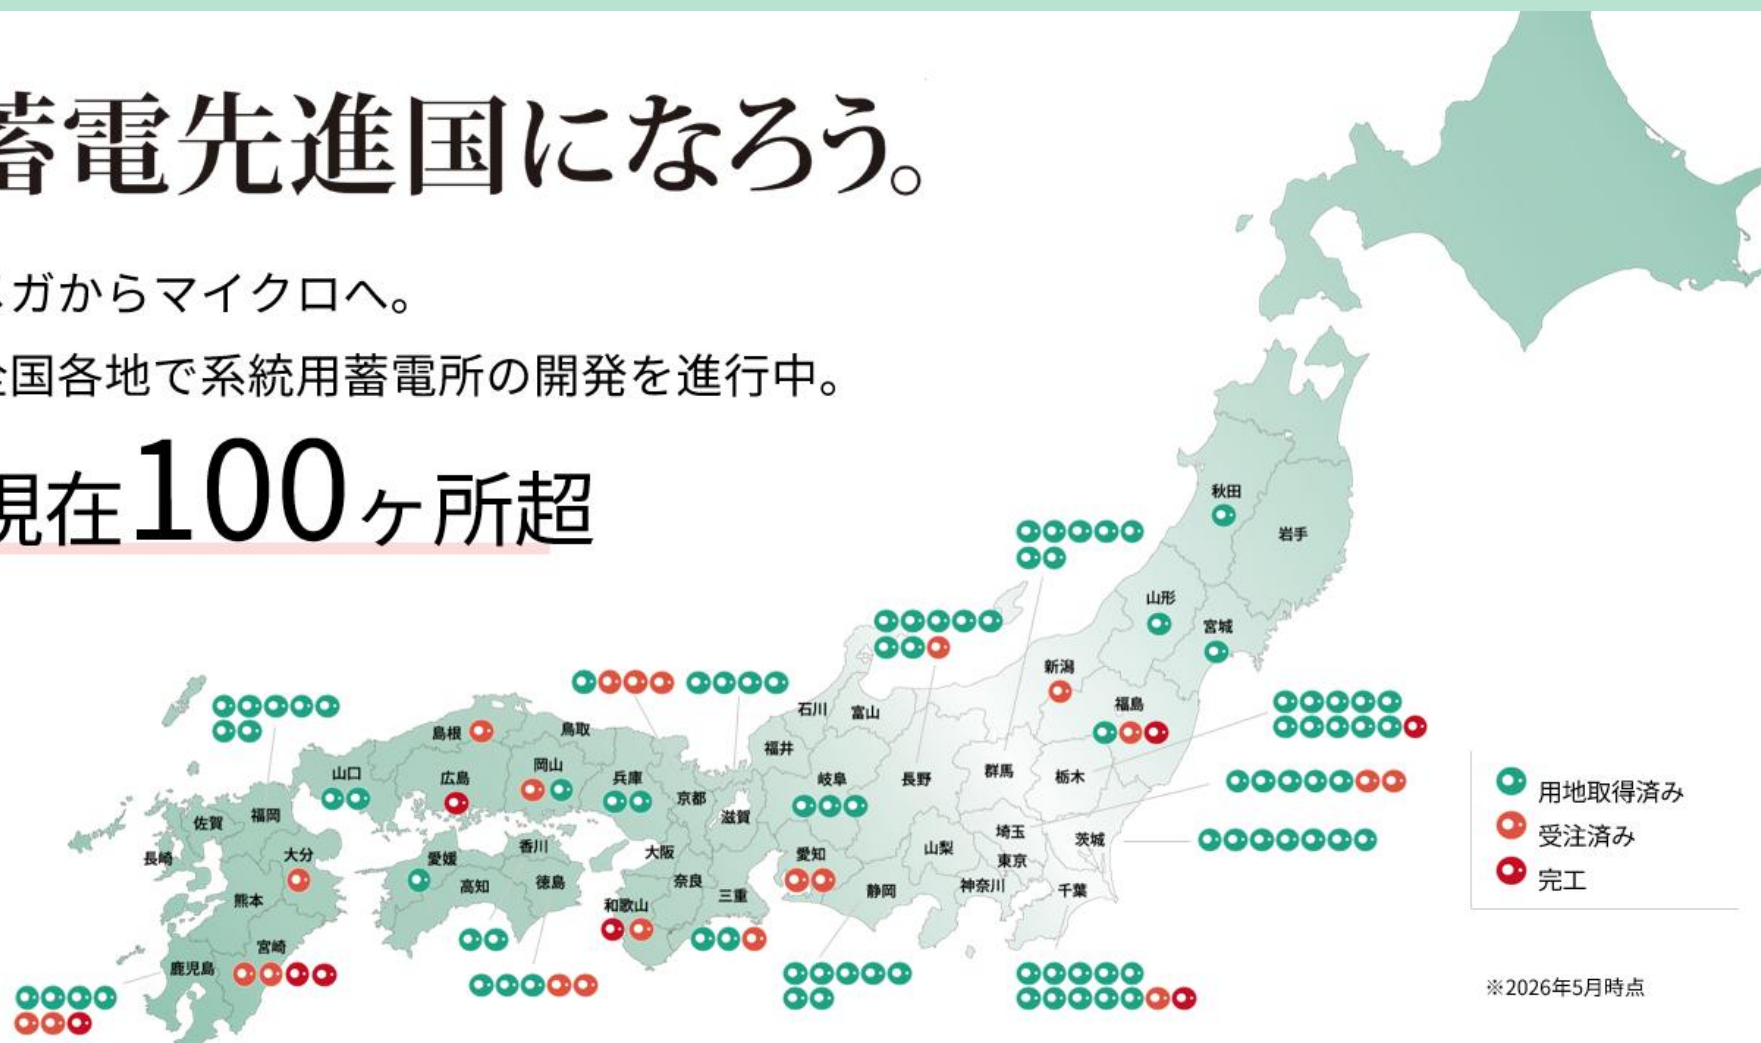 蓄電先進国になろう。
メガからマイクロへ。
全国各地で系統用蓄電所の開発を進行中。
現在100ヶ所超
秋田
岩手
山形
宮城
新潟
福島
石川
富山
福井
岐阜
長野
群馬
栃木
島根
鳥取
山口
広島
岡山
兵庫
京都
滋賀
佐賀
福岡
長崎
大分
愛媛
香川
大阪
愛知
山梨
埼玉
東京
茨城
熊本
高知
徳島
奈良
三重
静岡
神奈川
千葉
和歌山
宮崎
鹿児島
用地取得済み
受注済み
完工
※2026年5月時点